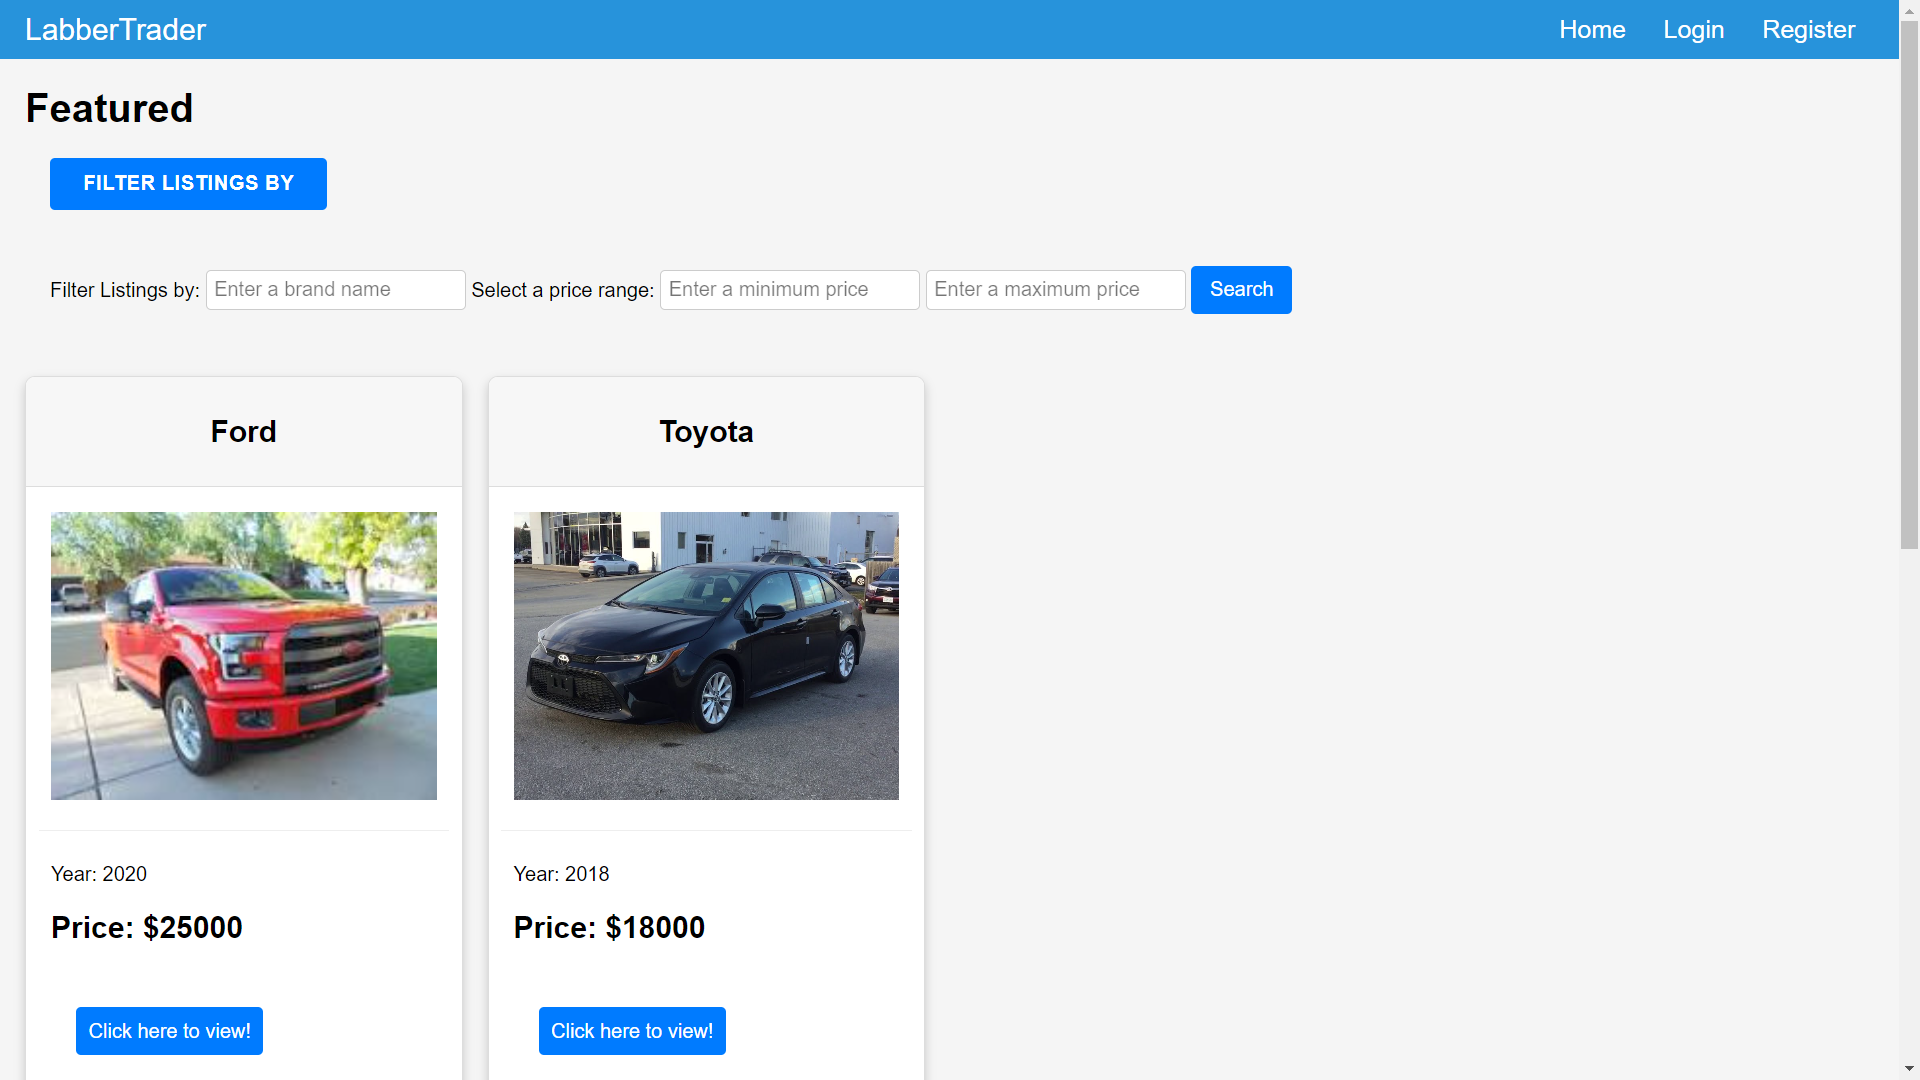 LabberTrader Home Login Register
Featured
FILTER LISTINGS BY
Filter Listings by: Enter a brand name Select a price range: Enter a minimum price Enter a maximum price Search
Ford
Year: 2020
Price: $25000
Click here to view!
Toyota
Year: 2018
Price: $18000
Click here to view!